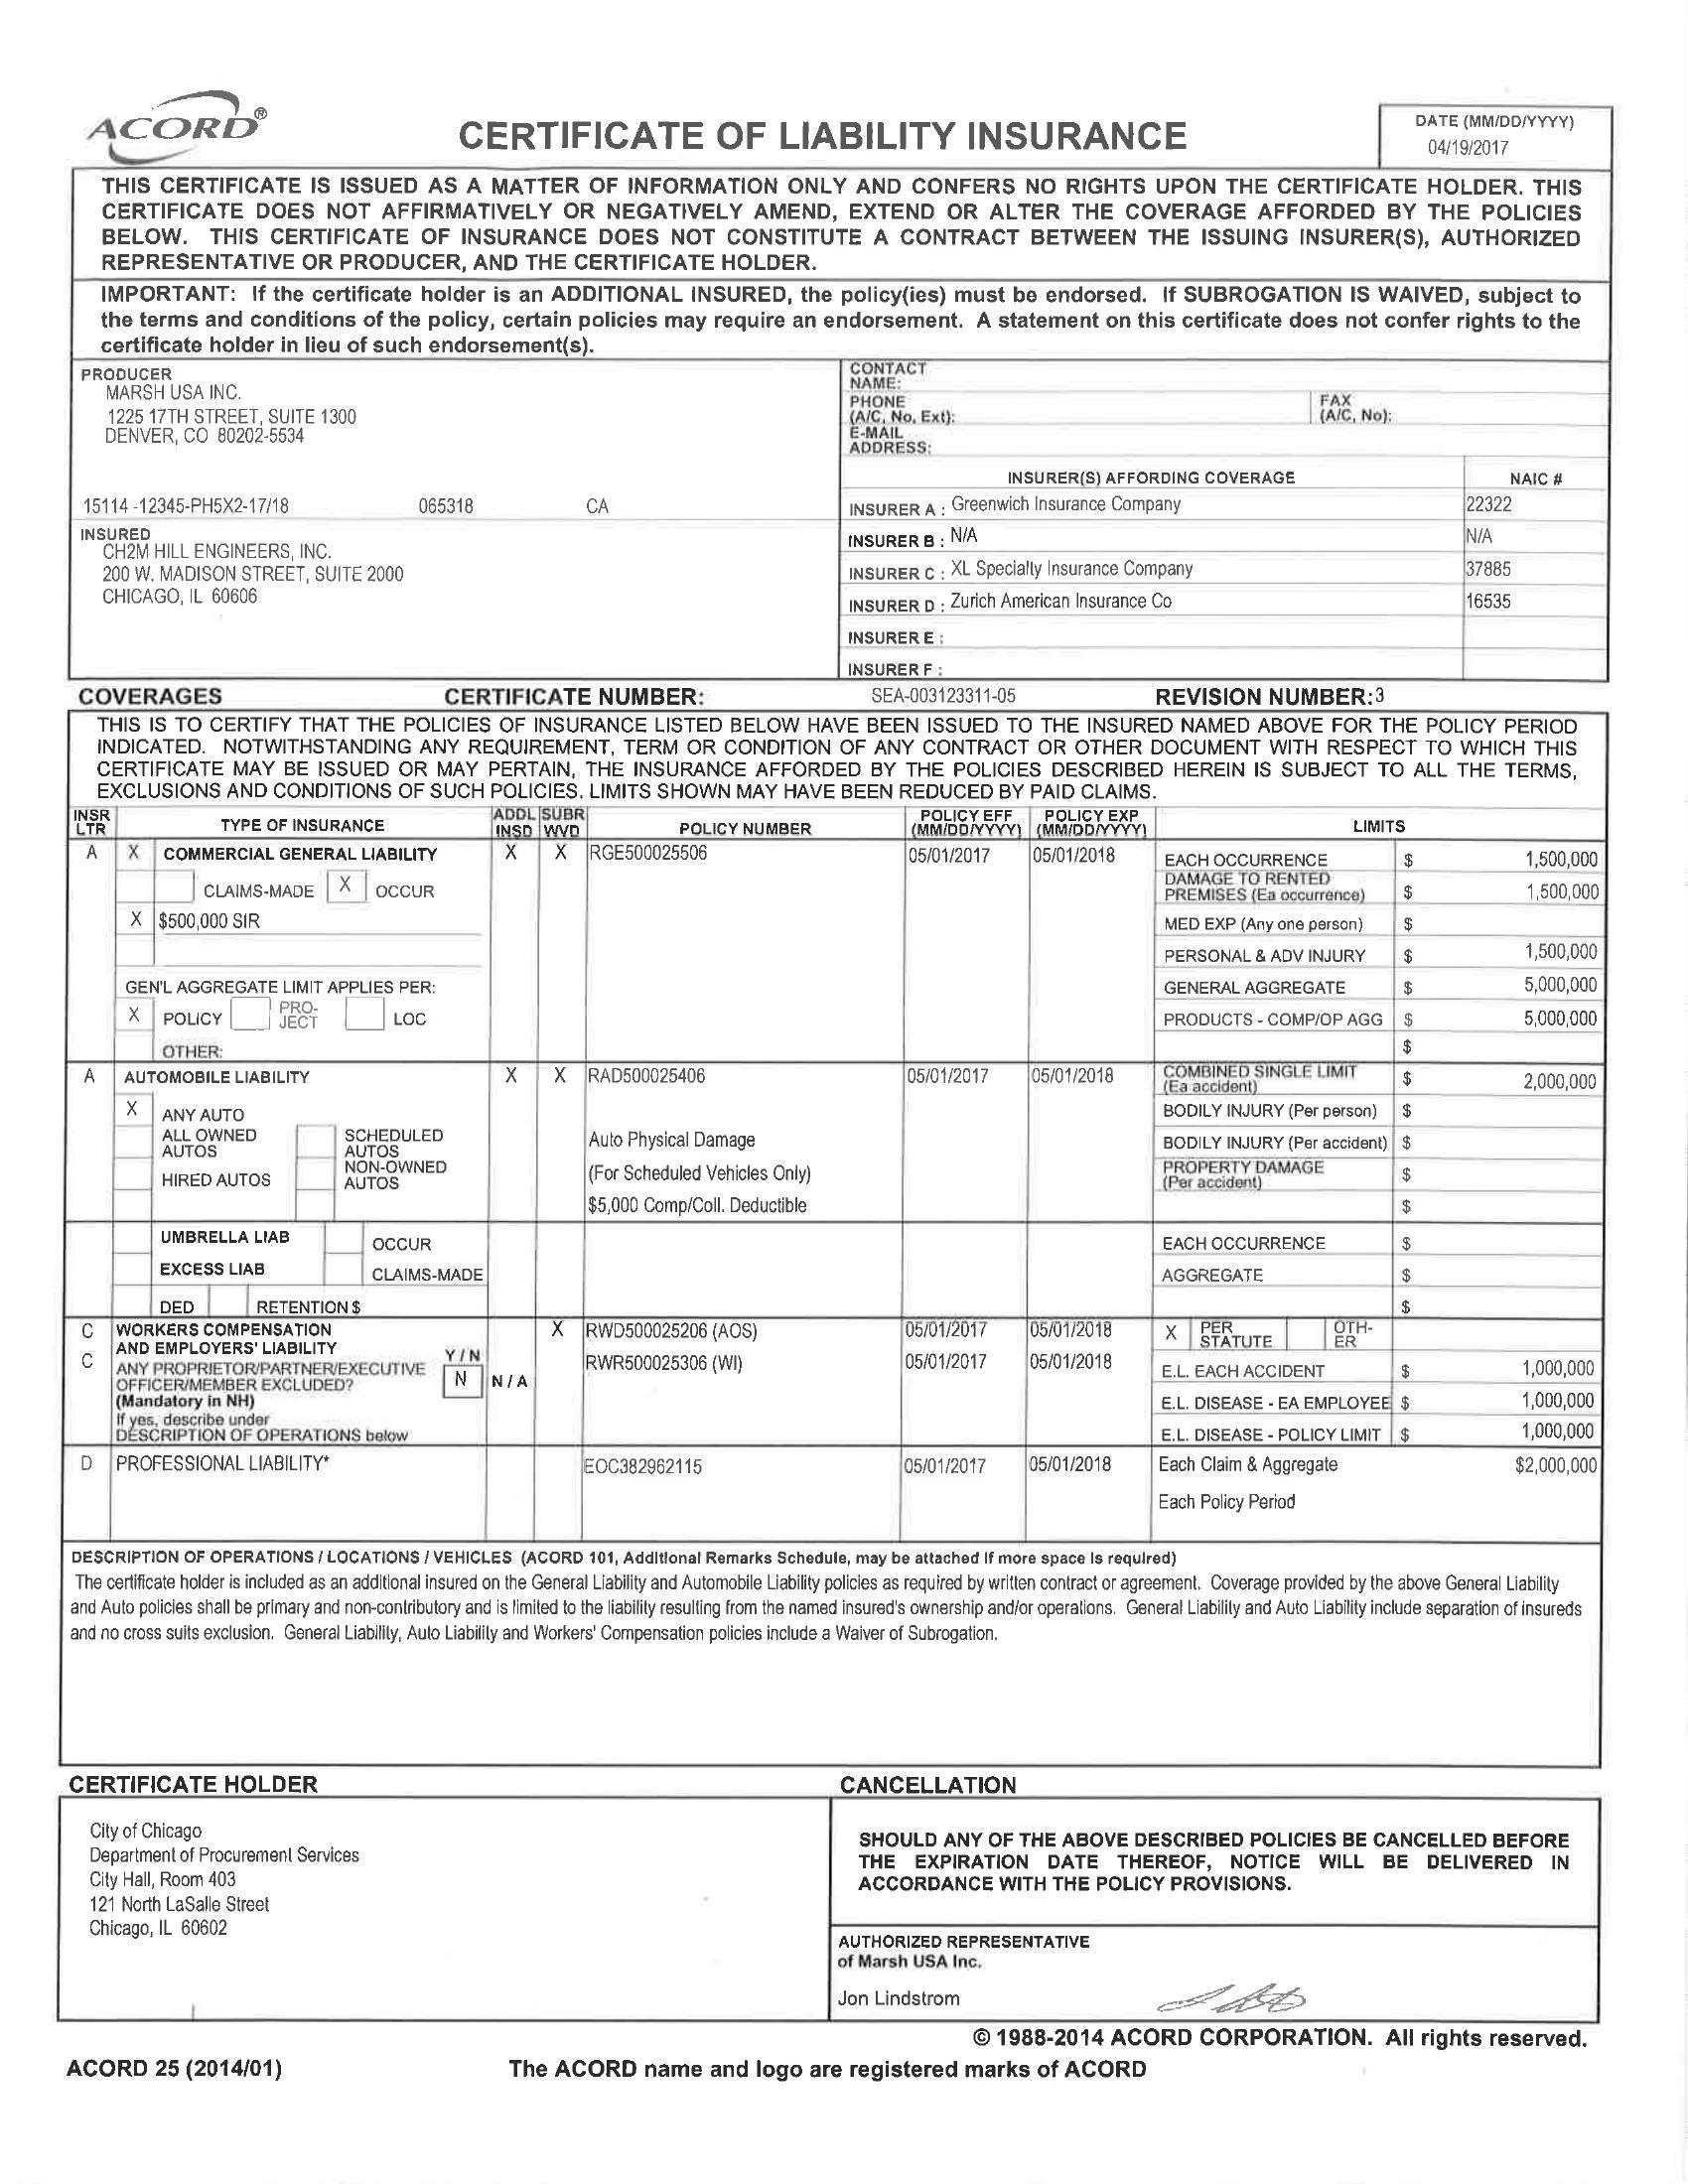 ACORD®
CERTIFICATE OF LIABILITY INSURANCE
DATE (MM/DD/YYYY)
04/19/2017
THIS CERTIFICATE IS ISSUED AS A MATTER OF INFORMATION ONLY AND CONFERS NO RIGHTS UPON THE CERTIFICATE HOLDER. THIS
CERTIFICATE DOES NOT AFFIRMATIVELY OR NEGATIVELY AMEND, EXTEND OR ALTER THE COVERAGE AFFORDED BY THE POLICIES
BELOW. THIS CERTIFICATE OF INSURANCE DOES NOT CONSTITUTE A CONTRACT BETWEEN THE ISSUING INSURER(S), AUTHORIZED
REPRESENTATIVE OR PRODUCER, AND THE CERTIFICATE HOLDER.
IMPORTANT: If the certificate holder is an ADDITIONAL INSURED, the policy(ies) must be endorsed. If SUBROGATION IS WAIVED, subject to
the terms and conditions of the policy, certain policies may require an endorsement. A statement on this certificate does not confer rights to the
certificate holder in lieu of such endorsement(s).
PRODUCER
MARSH USA INC.
1225 17TH STREET, SUITE 1300
DENVER, CO 80202-5534
15114 -12345-PH5X2-17/18 065318 CA
CONTACT
NAME:
PHONE
(A/C, No, Ext):
FAX
(A/C, No):
E-MAIL
ADDRESS:
INSURER(S) AFFORDING COVERAGE NAIC #
INSURER A : Greenwich Insurance Company 22322
INSURED
CH2M HILL ENGINEERS, INC.
200 W. MADISON STREET, SUITE 2000
CHICAGO, IL 60606
INSURER B : N/A N/A
INSURER C : XL Specialty Insurance Company 37885
INSURER D : Zurich American Insurance Co 16535
INSURER E :
INSURER F :
COVERAGES CERTIFICATE NUMBER: SEA-003123311-05 REVISION NUMBER:3
THIS IS TO CERTIFY THAT THE POLICIES OF INSURANCE LISTED BELOW HAVE BEEN ISSUED TO THE INSURED NAMED ABOVE FOR THE POLICY PERIOD
INDICATED. NOTWITHSTANDING ANY REQUIREMENT, TERM OR CONDITION OF ANY CONTRACT OR OTHER DOCUMENT WITH RESPECT TO WHICH THIS
CERTIFICATE MAY BE ISSUED OR MAY PERTAIN, THE INSURANCE AFFORDED BY THE POLICIES DESCRIBED HEREIN IS SUBJECT TO ALL THE TERMS,
EXCLUSIONS AND CONDITIONS OF SUCH POLICIES. LIMITS SHOWN MAY HAVE BEEN REDUCED BY PAID CLAIMS.
INSR LTR TYPE OF INSURANCE ADDL INSD SUBR WVD POLICY NUMBER POLICY EFF (MM/DD/YYYY) POLICY EXP (MM/DD/YYYY) LIMITS
A X COMMERCIAL GENERAL LIABILITY X X RGE500025506 05/01/2017 05/01/2018 EACH OCCURRENCE $ 1,500,000
CLAIMS-MADE X OCCUR DAMAGE TO RENTED PREMISES (Ea occurrence) $ 1,500,000
X $500,000 SIR MED EXP (Any one person) $
PERSONAL & ADV INJURY $ 1,500,000
GEN'L AGGREGATE LIMIT APPLIES PER: GENERAL AGGREGATE $ 5,000,000
X POLICY PRO-JECT LOC PRODUCTS - COMP/OP AGG $ 5,000,000
OTHER: $
A AUTOMOBILE LIABILITY X X RAD500025406 05/01/2017 05/01/2018 COMBINED SINGLE LIMIT (Ea accident) $ 2,000,000
X ANY AUTO BODILY INJURY (Per person) $
ALL OWNED AUTOS SCHEDULED AUTOS Auto Physical Damage BODILY INJURY (Per accident) $
HIRED AUTOS NON-OWNED AUTOS (For Scheduled Vehicles Only) PROPERTY DAMAGE (Per accident) $
$5,000 Comp/Coll. Deductible $
UMBRELLA LIAB OCCUR EACH OCCURRENCE $
EXCESS LIAB CLAIMS-MADE AGGREGATE $
DED RETENTION $ $
C WORKERS COMPENSATION X RWD500025206 (AOS) 05/01/2017 05/01/2018 X PER STATUTE OTH-ER
AND EMPLOYERS' LIABILITY Y / N
C ANY PROPRIETOR/PARTNER/EXECUTIVE N N / A RWR500025306 (WI) 05/01/2017 05/01/2018 E.L. EACH ACCIDENT $ 1,000,000
OFFICER/MEMBER EXCLUDED?
(Mandatory in NH) E.L. DISEASE - EA EMPLOYEE $ 1,000,000
If yes, describe under
DESCRIPTION OF OPERATIONS below E.L. DISEASE - POLICY LIMIT $ 1,000,000
D PROFESSIONAL LIABILITY* EOC382962115 05/01/2017 05/01/2018 Each Claim & Aggregate $2,000,000
Each Policy Period
DESCRIPTION OF OPERATIONS / LOCATIONS / VEHICLES (ACORD 101, Additional Remarks Schedule, may be attached if more space is required)
The certificate holder is included as an additional insured on the General Liability and Automobile Liability policies as required by written contract or agreement. Coverage provided by the above General Liability
and Auto policies shall be primary and non-contributory and is limited to the liability resulting from the named insured's ownership and/or operations. General Liability and Auto Liability include separation of insureds
and no cross suits exclusion. General Liability, Auto Liability and Workers' Compensation policies include a Waiver of Subrogation.
CERTIFICATE HOLDER
City of Chicago
Department of Procurement Services
City Hall, Room 403
121 North LaSalle Street
Chicago, IL 60602
CANCELLATION
SHOULD ANY OF THE ABOVE DESCRIBED POLICIES BE CANCELLED BEFORE
THE EXPIRATION DATE THEREOF, NOTICE WILL BE DELIVERED IN
ACCORDANCE WITH THE POLICY PROVISIONS.
AUTHORIZED REPRESENTATIVE
of Marsh USA Inc.
Jon Lindstrom
© 1988-2014 ACORD CORPORATION. All rights reserved.
ACORD 25 (2014/01) The ACORD name and logo are registered marks of ACORD